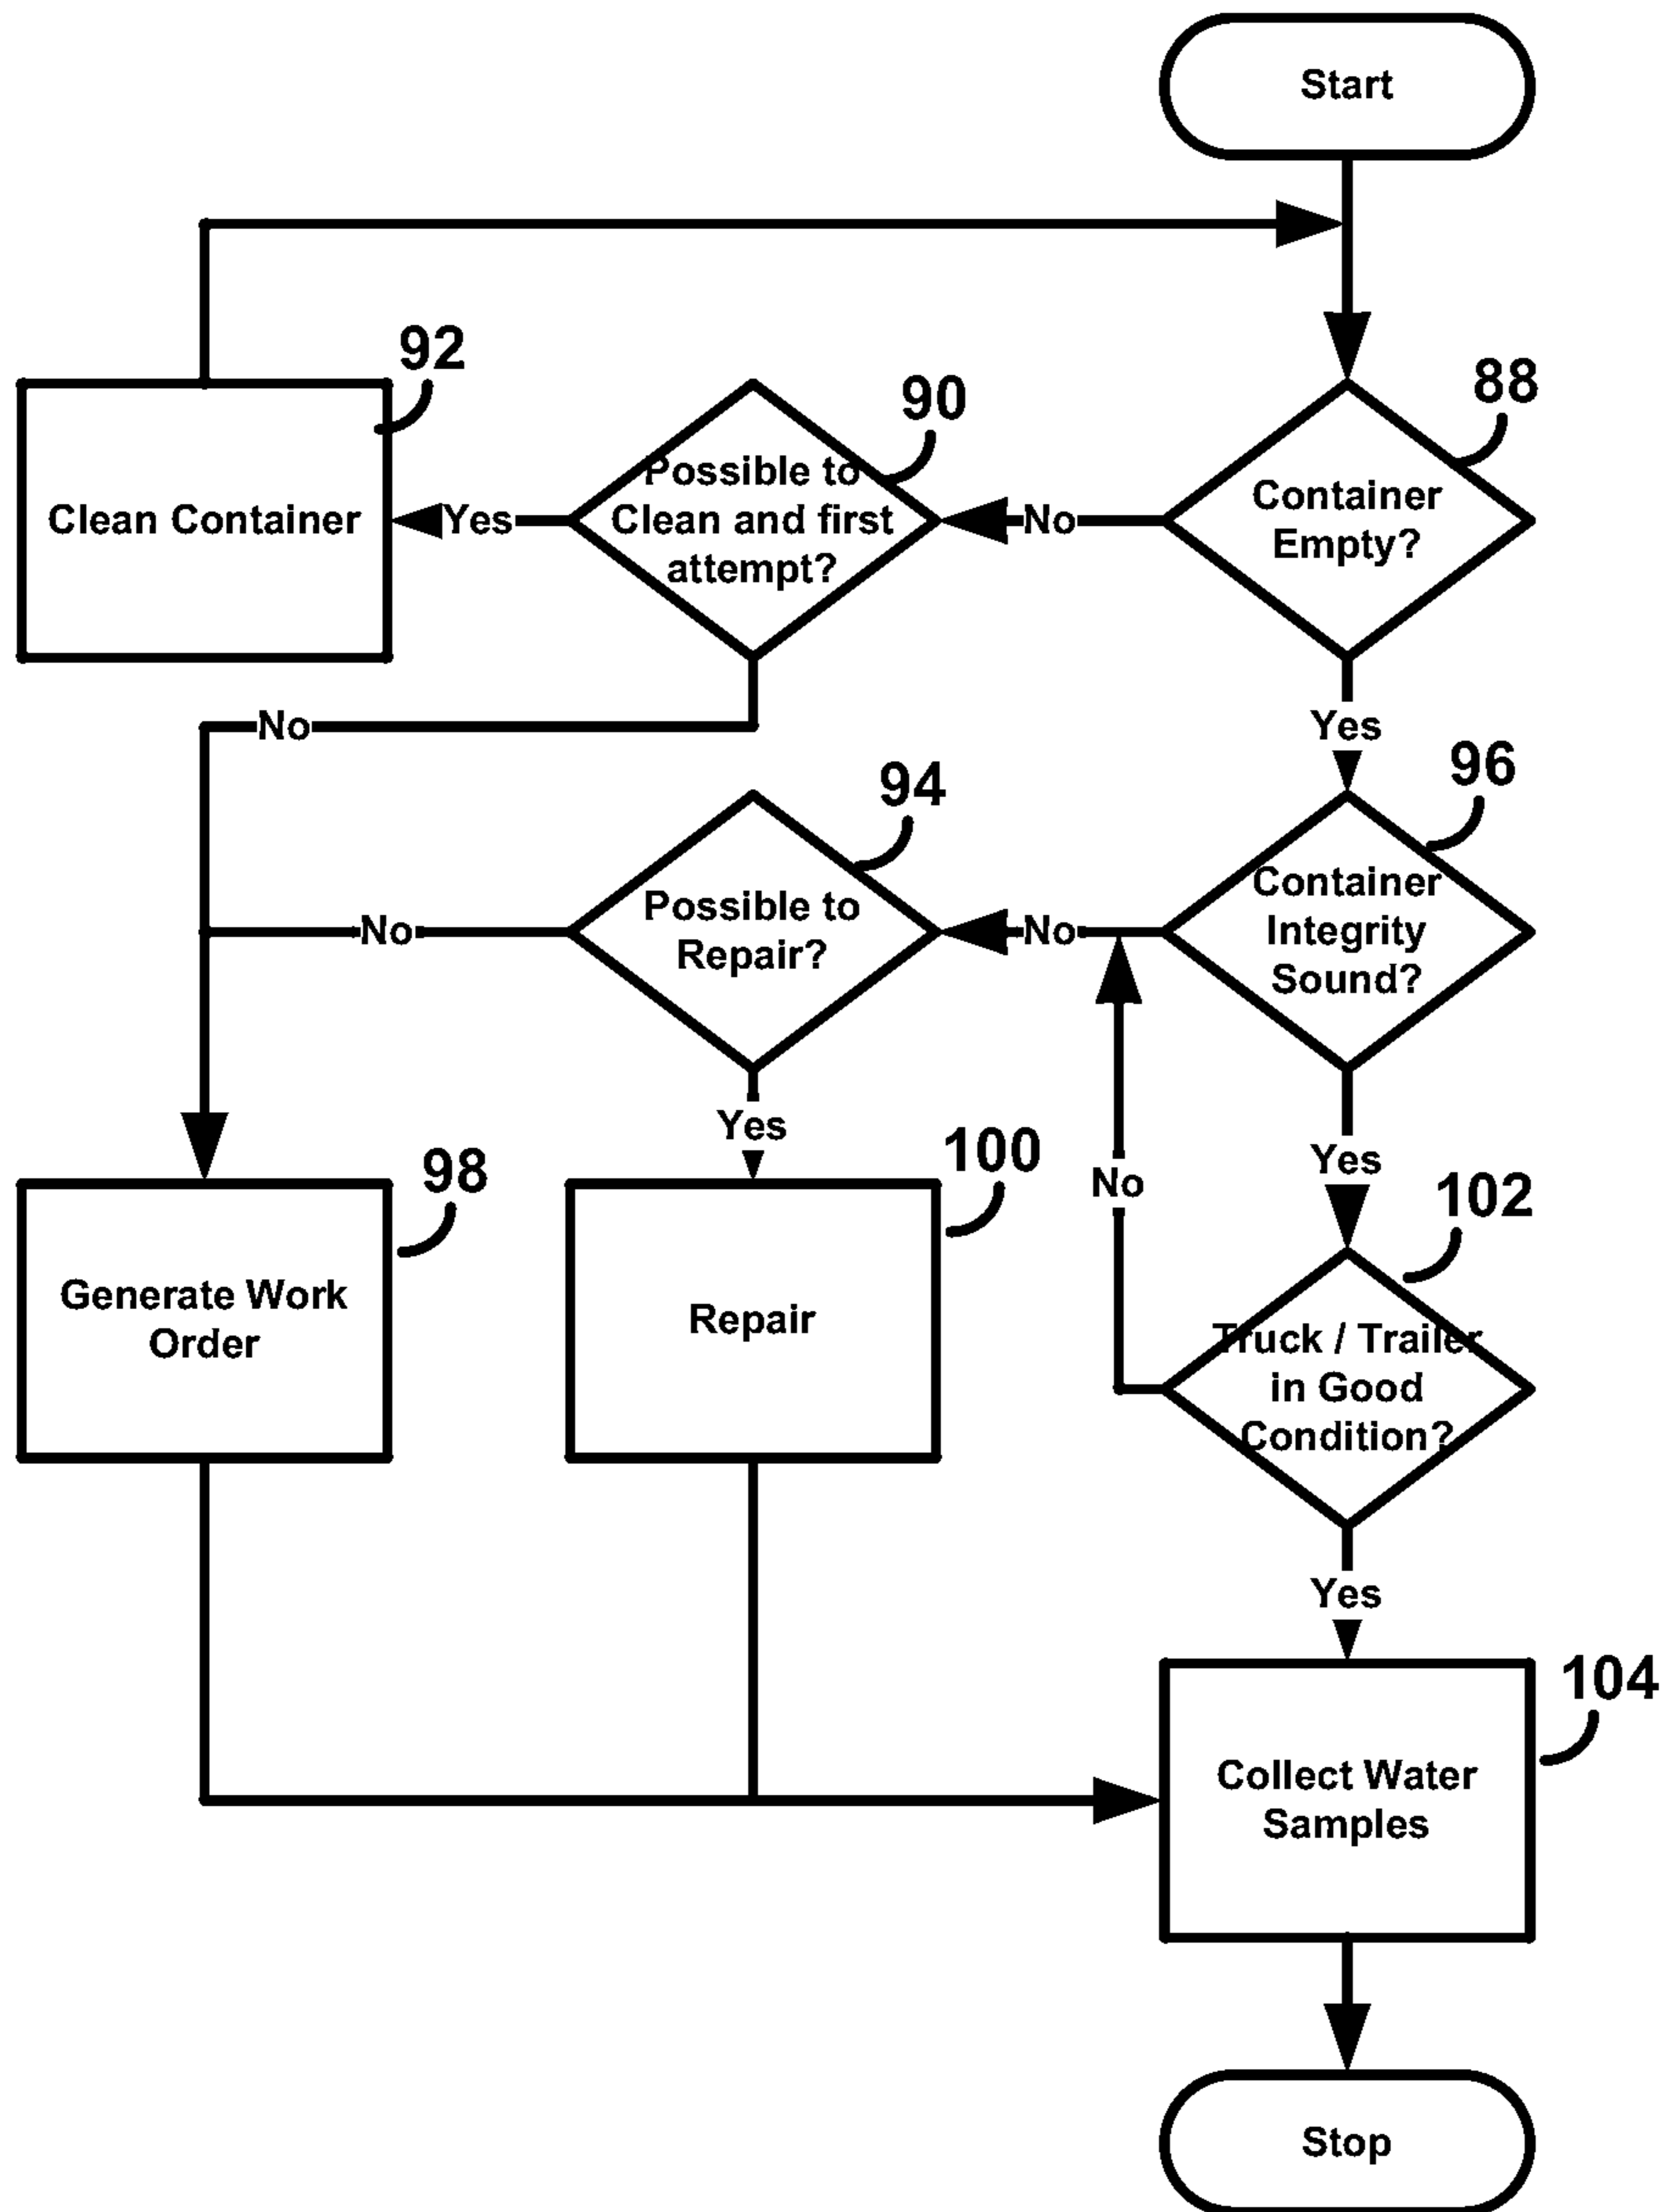 Start
92
90
88
Possible to
Clean and first
attempt?
Clean Container
Yes
No
Container
Empty?
No
Yes
94
96
Possible to
Repair?
No
No
Container
Integrity
Sound?
Yes
No
Yes
98
100
102
Generate Work
Order
Repair
Truck / Trailer
in Good
Condition?
Yes
104
Collect Water
Samples
Stop